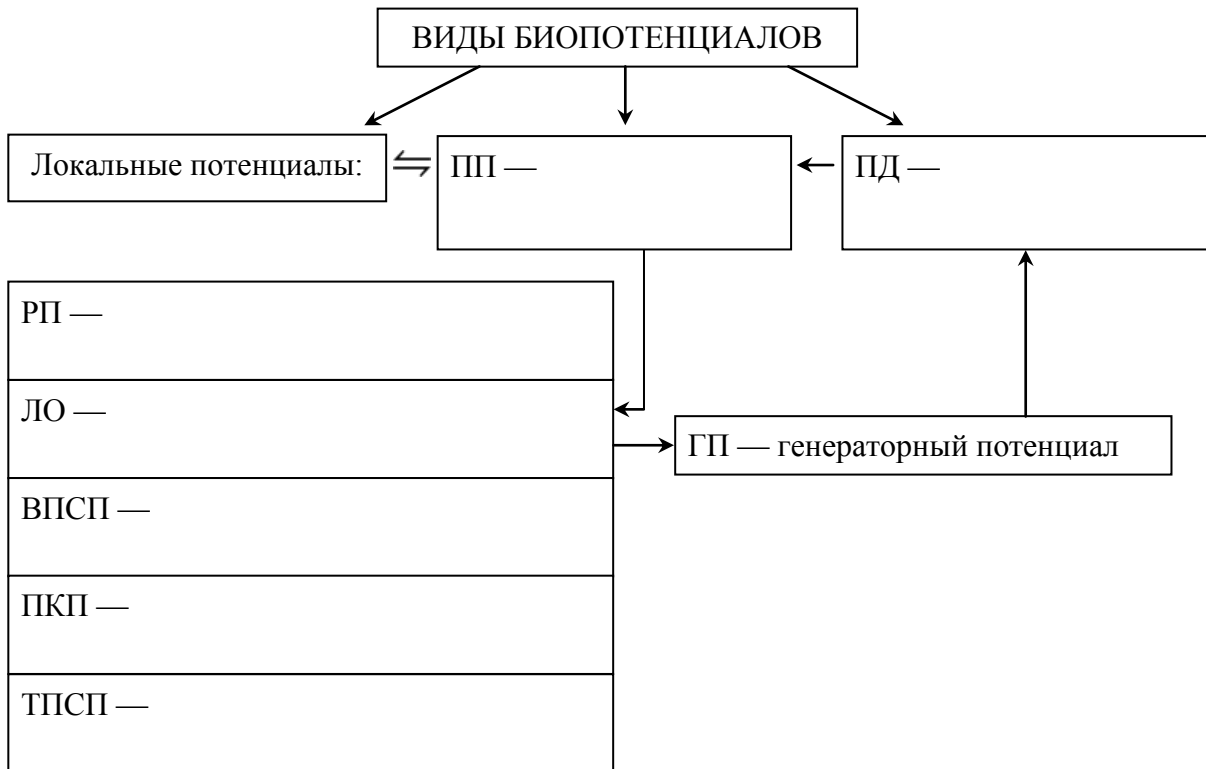 ВИДЫ БИОПОТЕНЦИАЛОВ
Локальные потенциалы:
ПП —
ПД —
РП —
ЛО —
ГП — генераторный потенциал
ВПСП —
ПКП —
ТПСП —